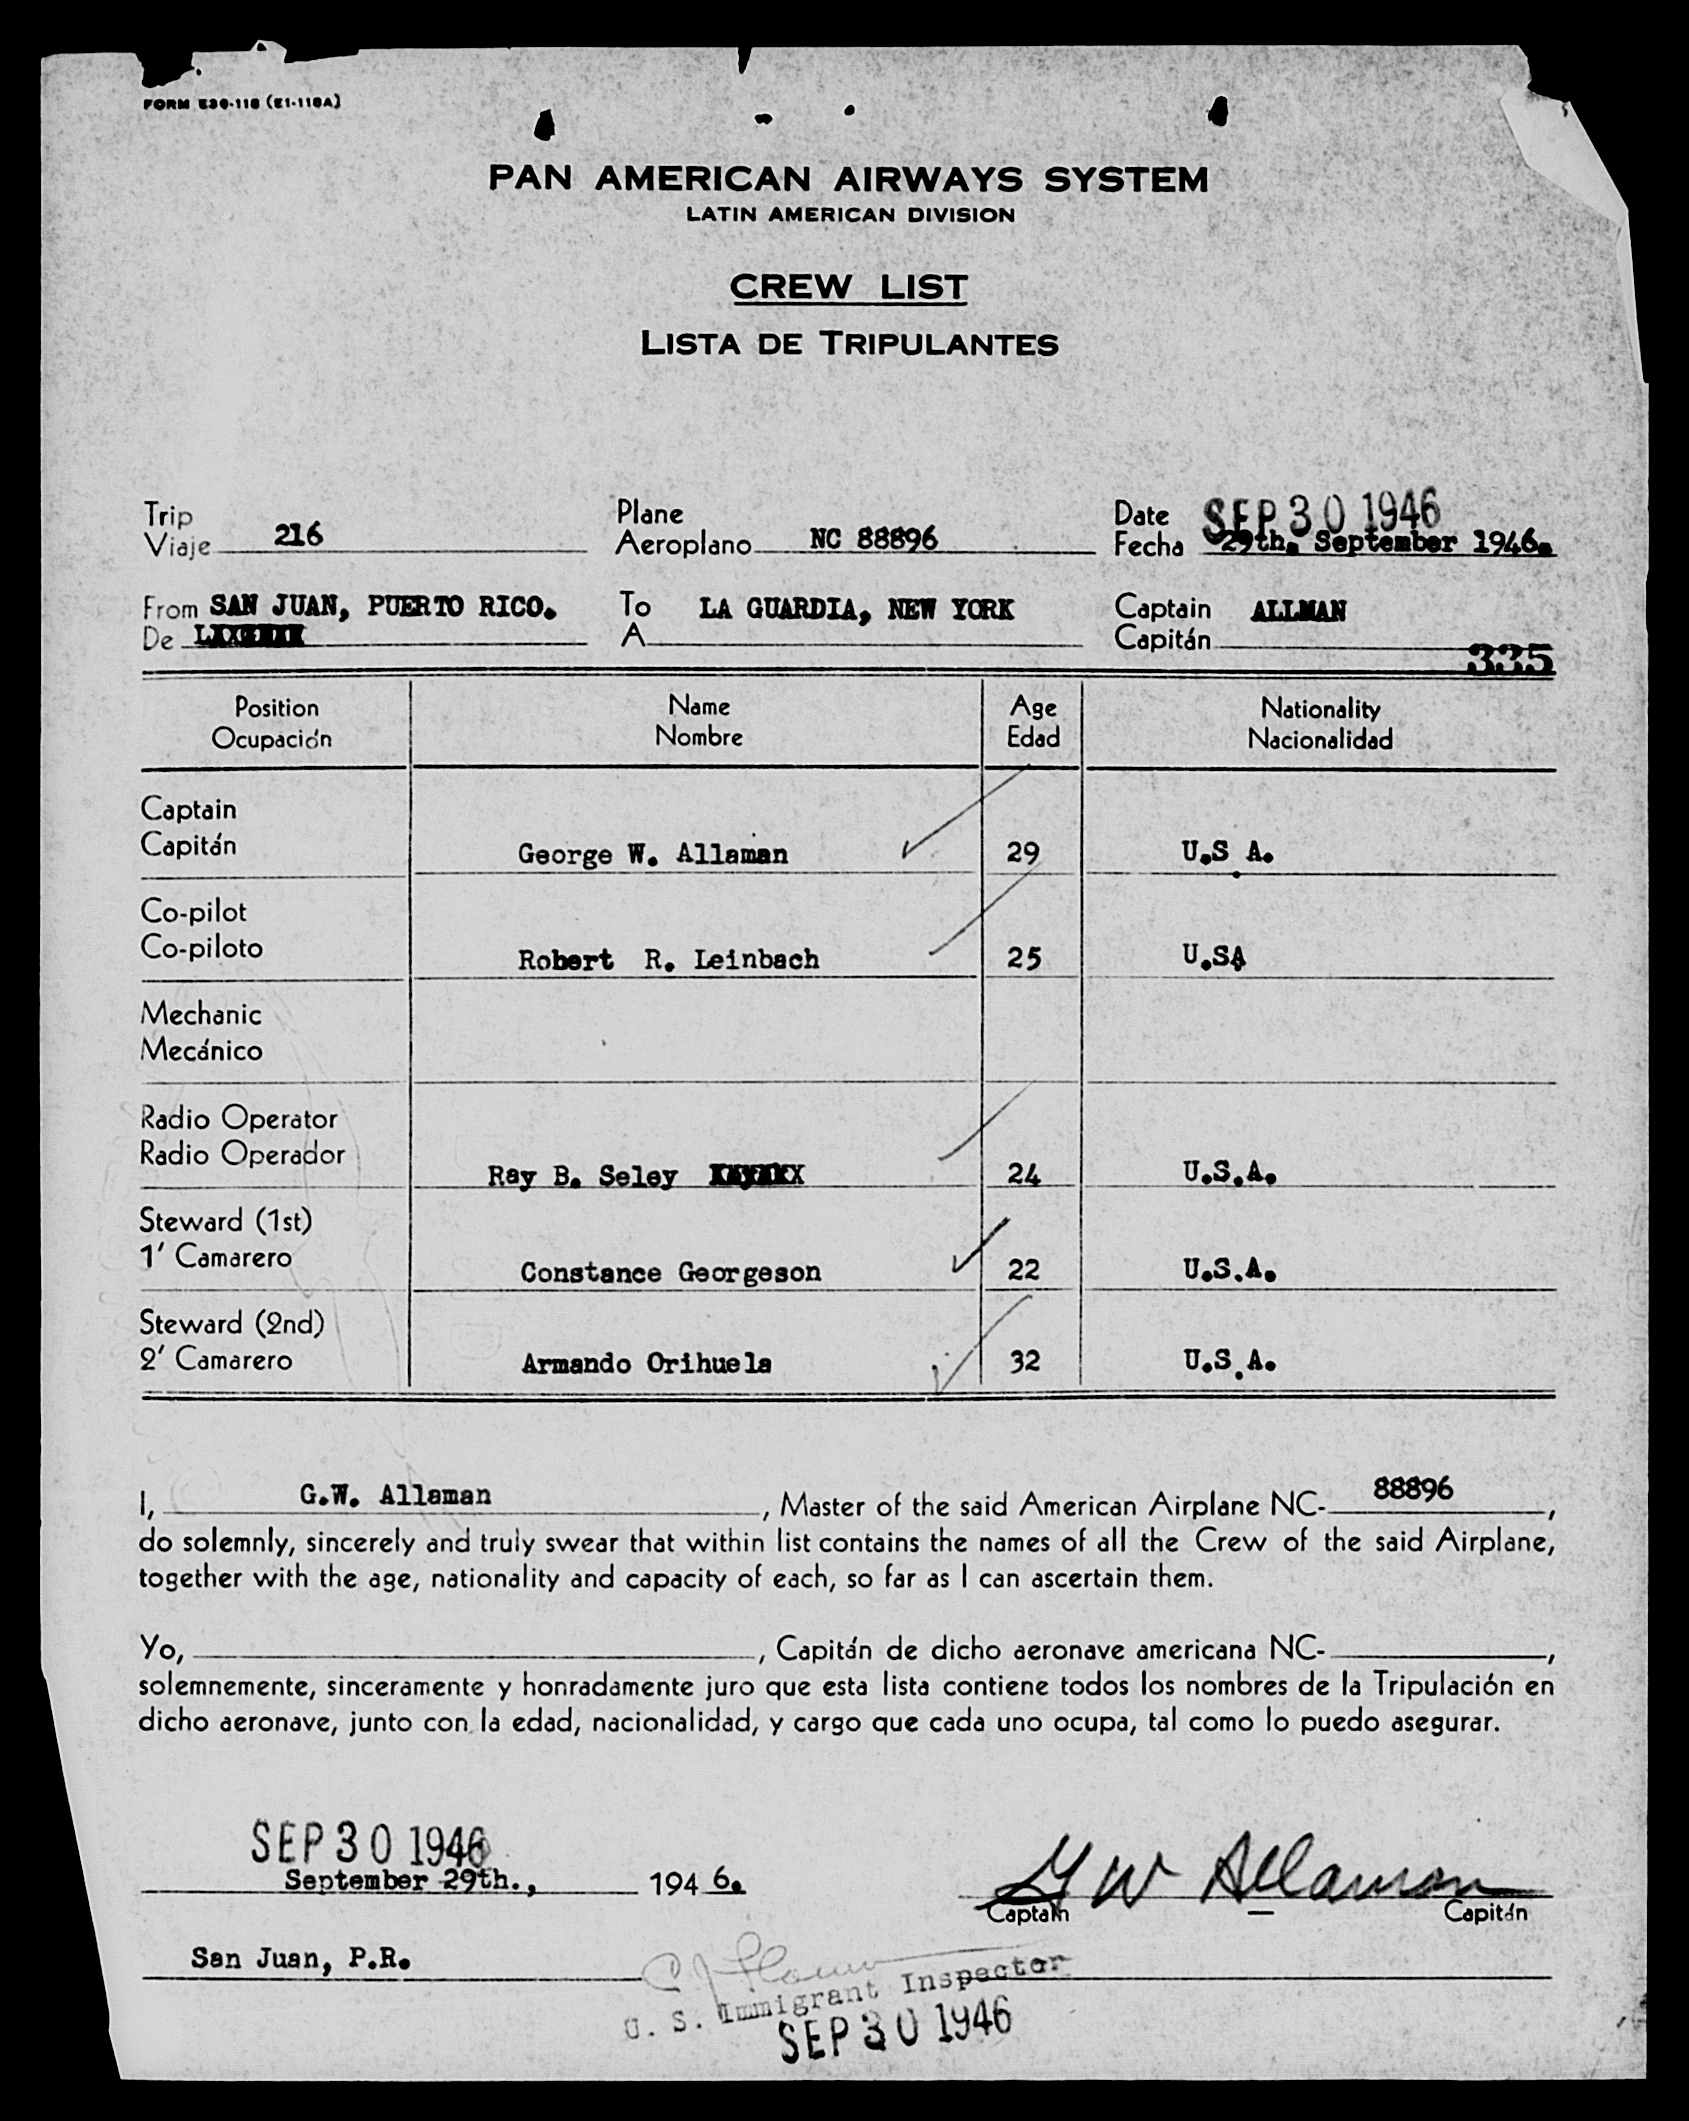 FORM E30-118 (E1-118A)
PAN AMERICAN AIRWAYS SYSTEM
LATIN AMERICAN DIVISION
CREW LIST
LISTA DE TRIPULANTES
Trip Plane Date SEP 30 1946
Viaje 216 Aeroplano NC 88896 Fecha 29th. September 1946.
From SAN JUAN, PUERTO RICO. To LA GUARDIA, NEW YORK Captain ALLMAN
De A Capitán
335
Position Name Age Nationality
Ocupación Nombre Edad Nacionalidad
Captain
Capitán George W. Allaman 29 U.S.A.
Co-pilot
Co-piloto Robert R. Leinbach 25 U.SA
Mechanic
Mecánico
Radio Operator
Radio Operador Ray B. Seley 24 U.S.A.
Steward (1st)
1' Camarero Constance Georgeson 22 U.S.A.
Steward (2nd)
2' Camarero Armando Orihuela 32 U.S.A.
I, G.W. Allaman, Master of the said American Airplane NC- 88896,
do solemnly, sincerely and truly swear that within list contains the names of all the Crew of the said Airplane,
together with the age, nationality and capacity of each, so far as I can ascertain them.
Yo, , Capitán de dicho aeronave americana NC- ,
solemnemente, sinceramente y honradamente juro que esta lista contiene todos los nombres de la Tripulación en
dicho aeronave, junto con la edad, nacionalidad, y cargo que cada uno ocupa, tal como lo puedo asegurar.
SEP 30 1946
September 29th., 194 6. G W Allaman
Captain Capitán
San Juan, P.R.
U. S. Immigrant Inspector
SEP 30 1946